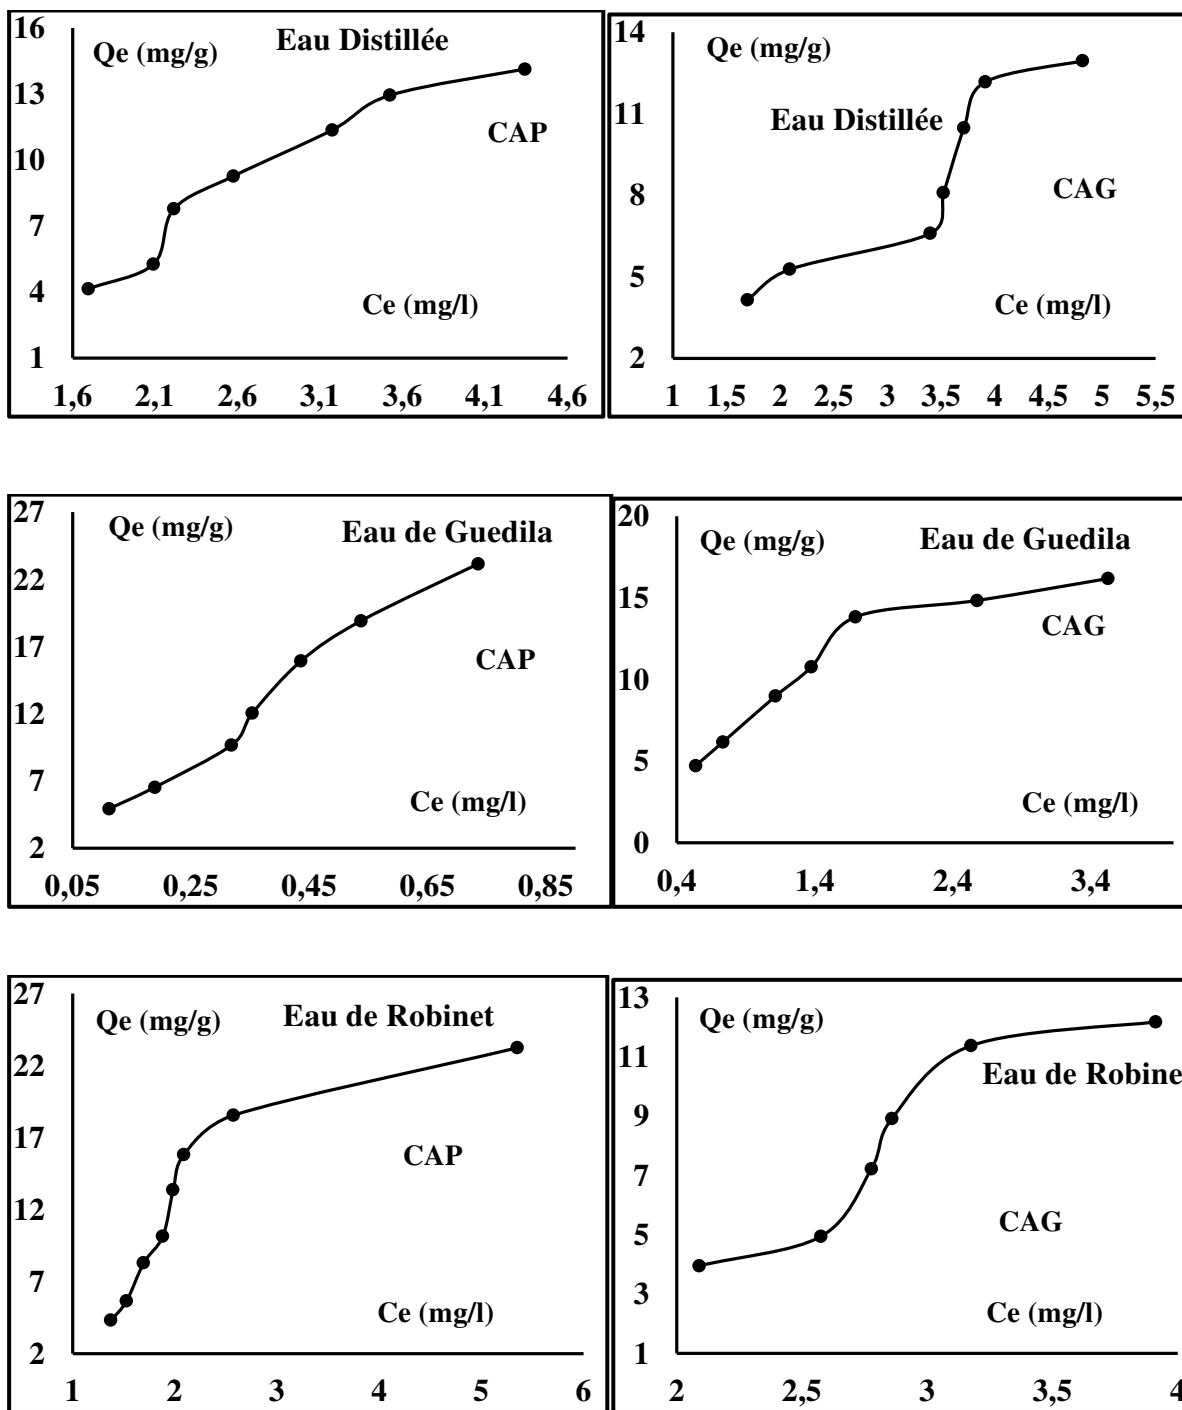 16
Qe (mg/g)
Eau Distillée
13
CAP
10
7
4
Ce (mg/l)
1
1,6 2,1 2,6 3,1 3,6 4,1 4,6
14
Qe (mg/g)
11
Eau Distillée
8
CAG
5
Ce (mg/l)
2
1 1,5 2 2,5 3 3,5 4 4,5 5 5,5
27
Qe (mg/g)
Eau de Guedila
22
17
CAP
12
7
Ce (mg/l)
2
0,05 0,25 0,45 0,65 0,85
20
Qe (mg/g)
Eau de Guedila
15
CAG
10
5
Ce (mg/l)
0
0,4 1,4 2,4 3,4
27
Qe (mg/g)
Eau de Robinet
22
17
CAP
12
7
Ce (mg/l)
2
1 2 3 4 5 6
13
Qe (mg/g)
11
Eau de Robine
9
7
CAG
5
3
Ce (mg/l)
1
2 2,5 3 3,5 4